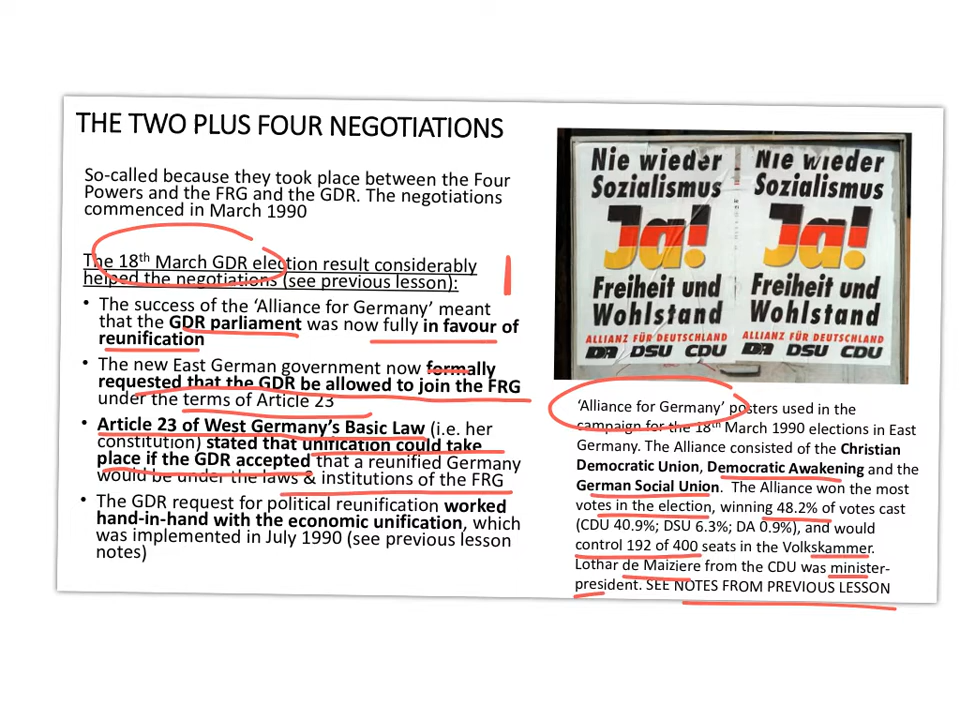 THE TWO PLUS FOUR NEGOTIATIONS
So-called because they took place between the Four
Powers and the FRG and the GDR. The negotiations
commenced in March 1990
The 18th March GDR election result considerably
helped the negotiations (see previous lesson):
• The success of the ‘Alliance for Germany’ meant
that the GDR parliament was now fully in favour of
reunification
• The new East German government now formally
requested that the GDR be allowed to join the FRG
under the terms of Article 23
• Article 23 of West Germany’s Basic Law (i.e. her
constitution) stated that unification could take
place if the GDR accepted that a reunified Germany
would be under the laws & institutions of the FRG
• The GDR request for political reunification worked
hand-in-hand with the economic unification, which
was implemented in July 1990 (see previous lesson
notes)
Nie wieder
Sozialismus
Ja!
Freiheit und
Wohlstand
ALLIANZ FÜR DEUTSCHLAND
DA DSU CDU
Nie wieder
Sozialismus
Ja!
Freiheit und
Wohlstand
ALLIANZ FÜR DEUTSCHLAND
DA DSU CDU
‘Alliance for Germany’ posters used in the
campaign for the 18th March 1990 elections in East
Germany. The Alliance consisted of the Christian
Democratic Union, Democratic Awakening and the
German Social Union. The Alliance won the most
votes in the election, winning 48.2% of votes cast
(CDU 40.9%; DSU 6.3%; DA 0.9%), and would
control 192 of 400 seats in the Volkskammer.
Lothar de Maiziere from the CDU was minister-
president. SEE NOTES FROM PREVIOUS LESSON